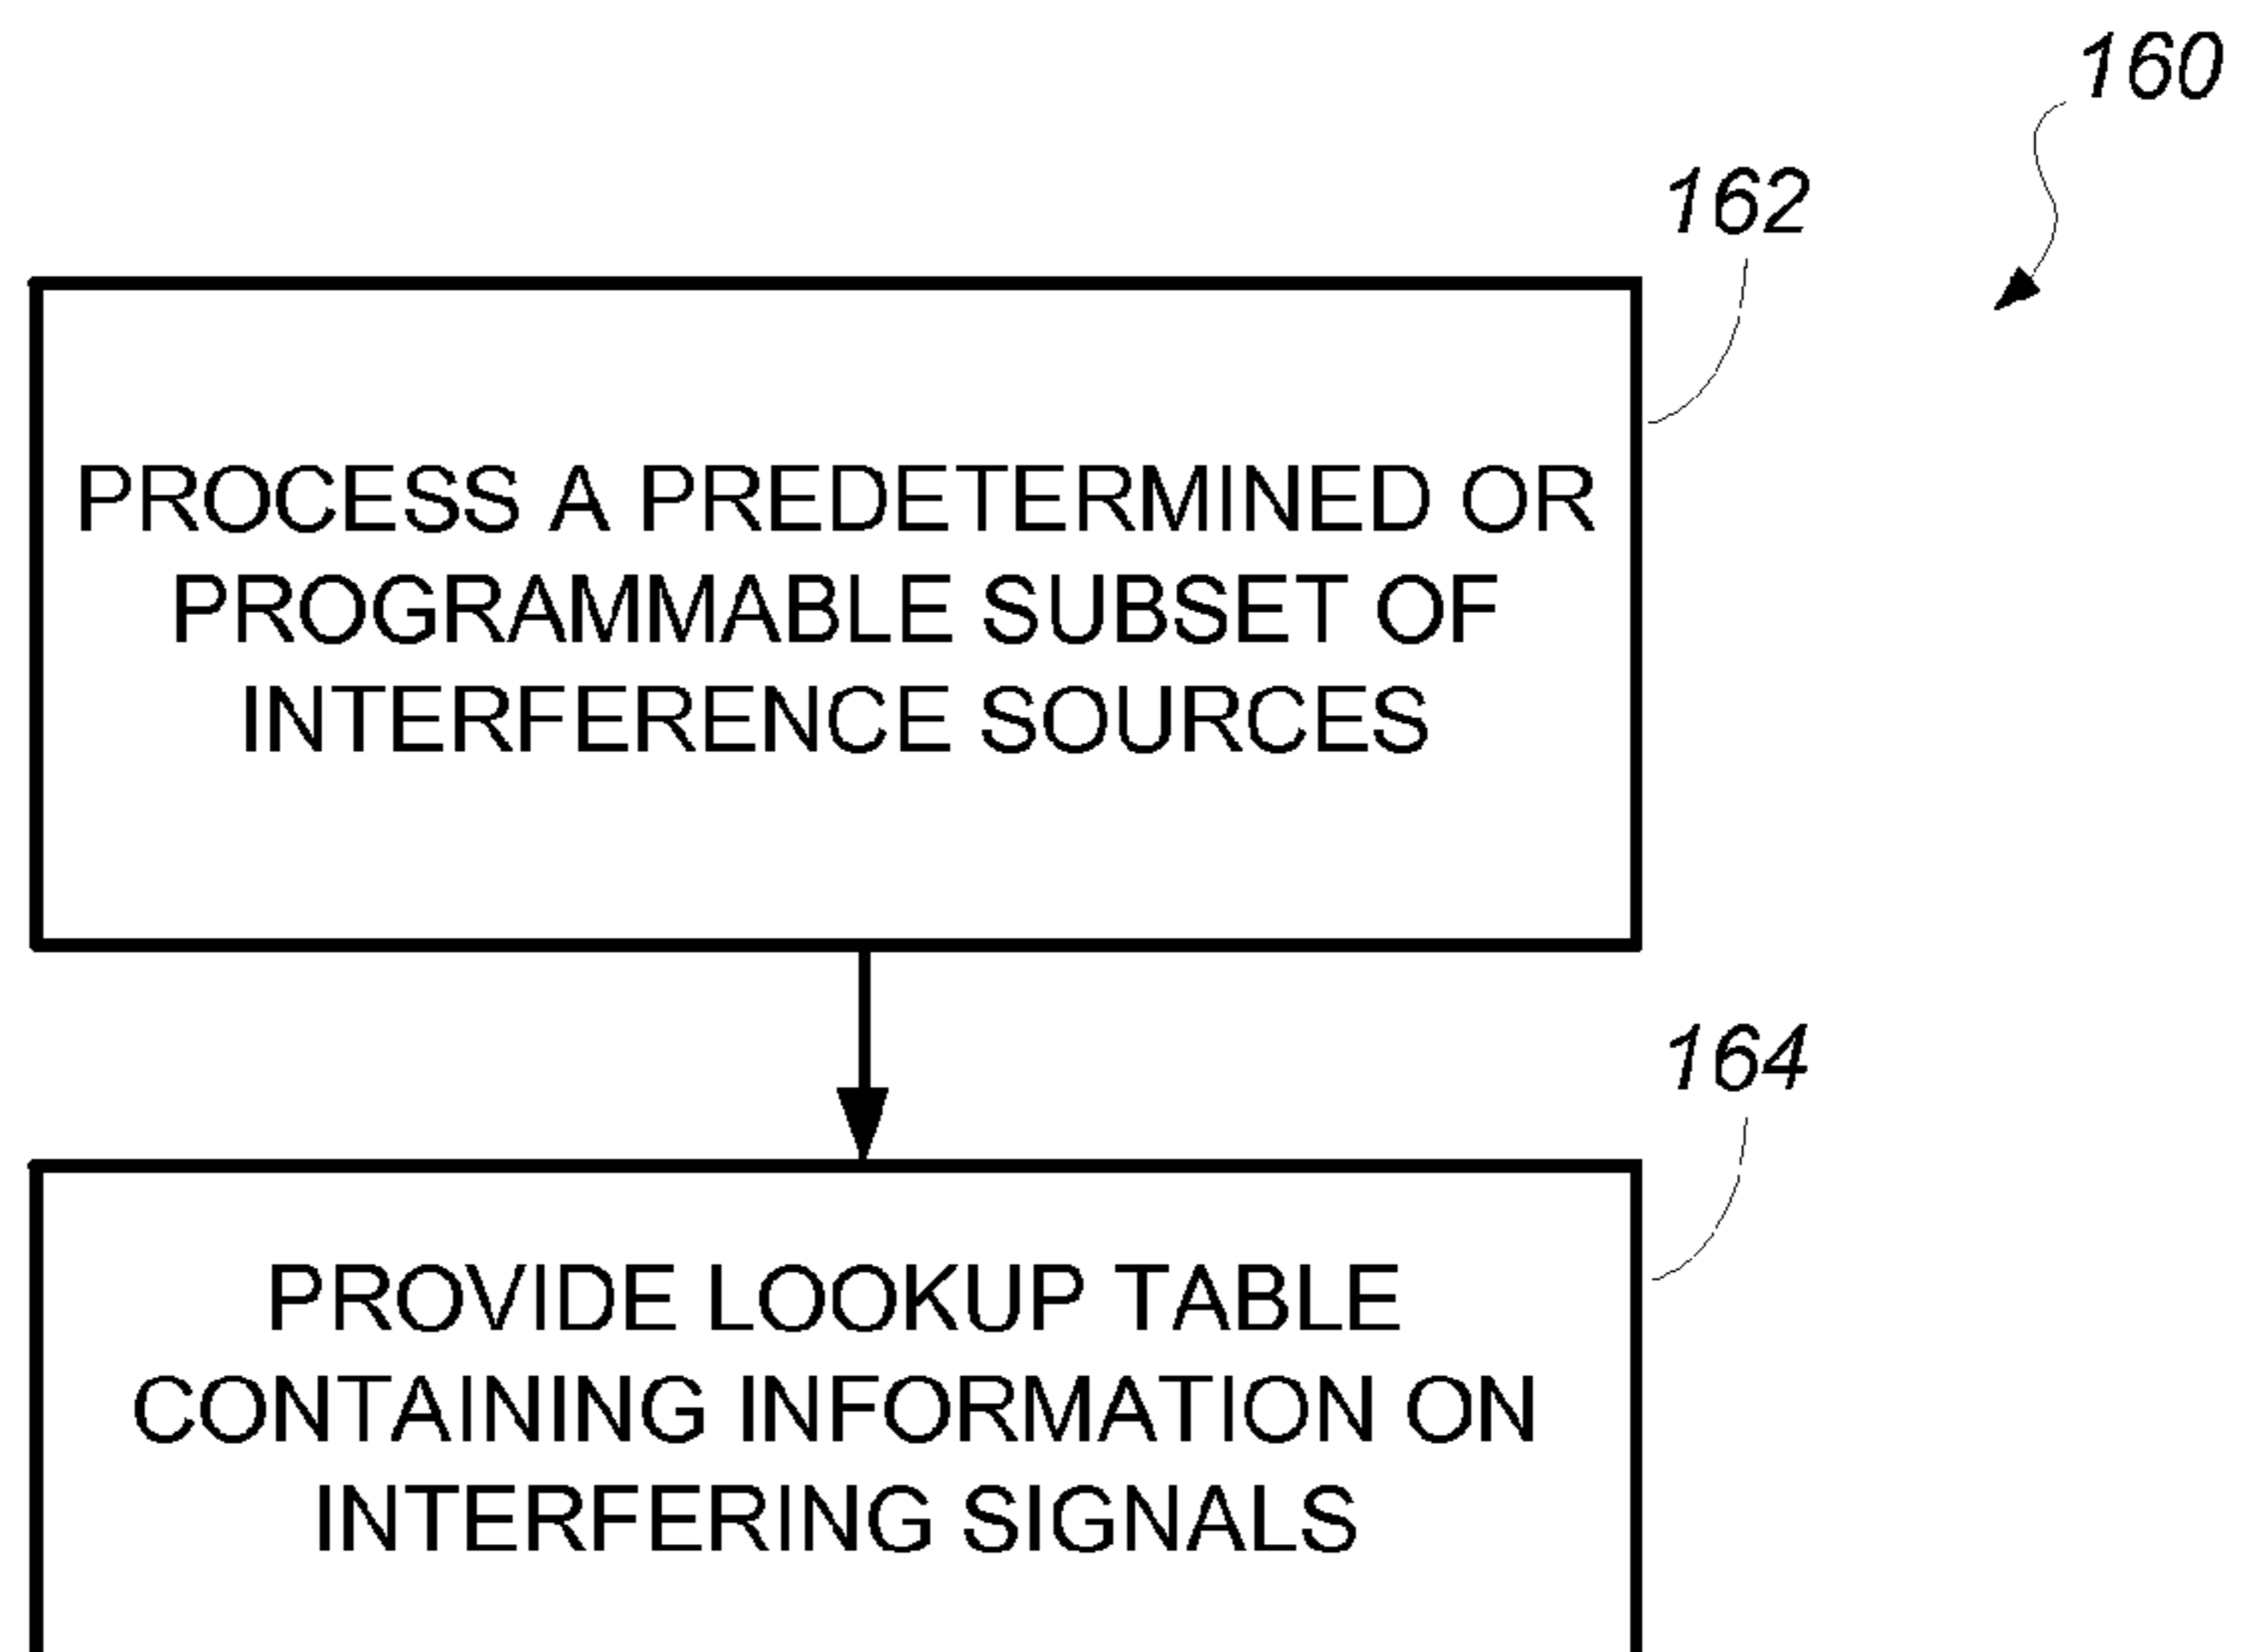 160
162
PROCESS A PREDETERMINED OR
PROGRAMMABLE SUBSET OF
INTERFERENCE SOURCES
164
PROVIDE LOOKUP TABLE
CONTAINING INFORMATION ON
INTERFERING SIGNALS